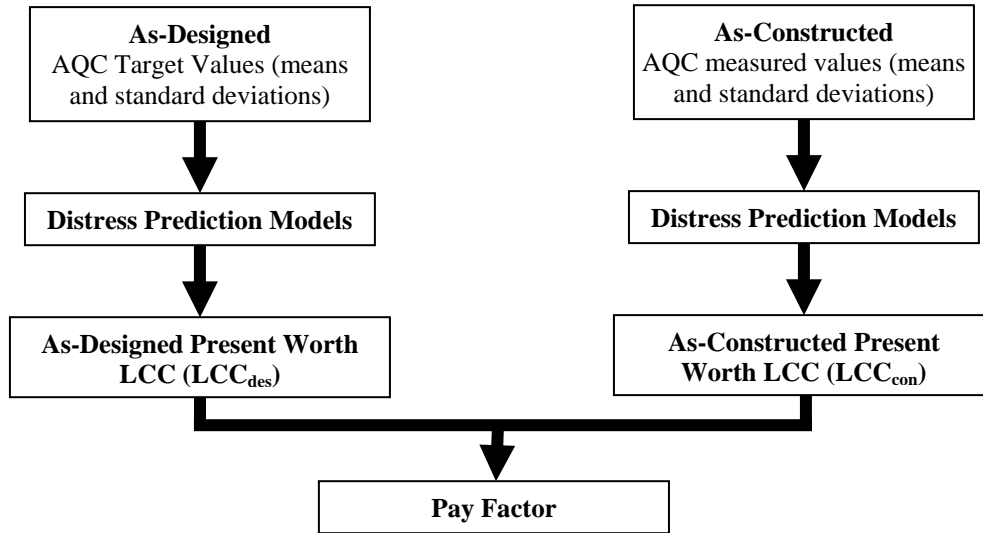 As-Designed
AQC Target Values (means
and standard deviations)
As-Constructed
AQC measured values (means
and standard deviations)
Distress Prediction Models
Distress Prediction Models
As-Designed Present Worth
LCC (LCCdes)
As-Constructed Present
Worth LCC (LCCcon)
Pay Factor